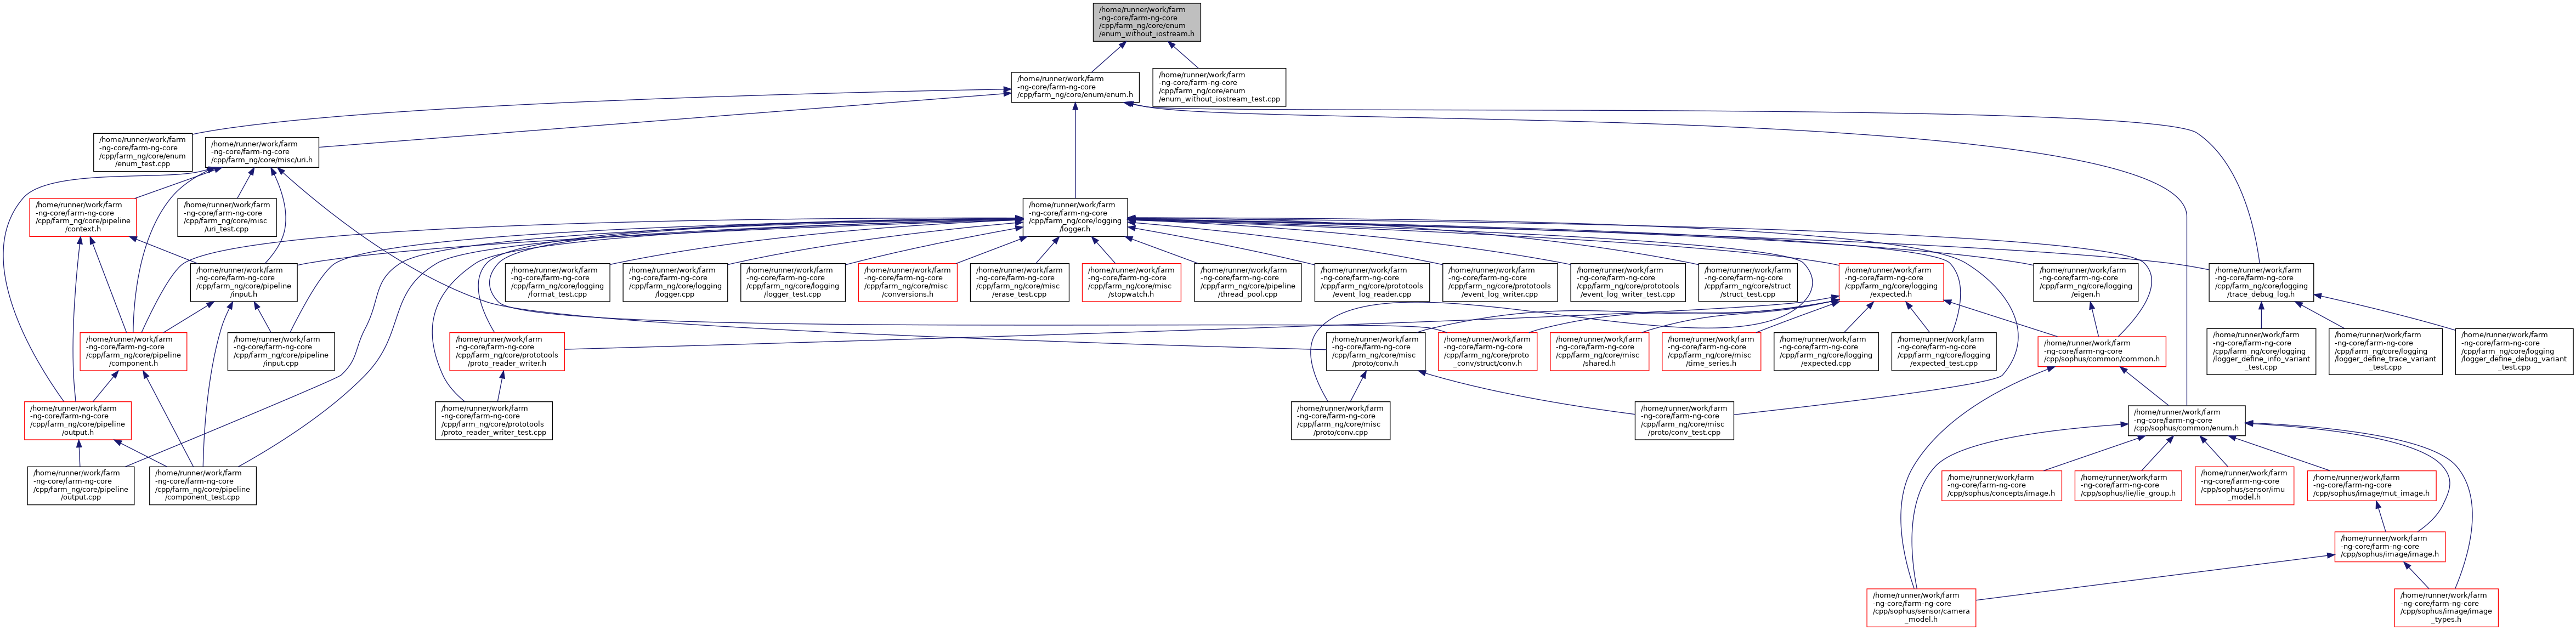 /home/runner/work/farm
-ng-core/farm-ng-core
/cpp/farm_ng/core/enum
/enum_without_iostream.h
/home/runner/work/farm
-ng-core/farm-ng-core
/cpp/farm_ng/core/enum/enum.h
/home/runner/work/farm
-ng-core/farm-ng-core
/cpp/farm_ng/core/enum
/enum_without_iostream_test.cpp
/home/runner/work/farm
-ng-core/farm-ng-core
/cpp/farm_ng/core/enum
/enum_test.cpp
/home/runner/work/farm
-ng-core/farm-ng-core
/cpp/farm_ng/core/misc/uri.h
/home/runner/work/farm
-ng-core/farm-ng-core
/cpp/farm_ng/core/pipeline
/context.h
/home/runner/work/farm
-ng-core/farm-ng-core
/cpp/farm_ng/core/misc
/uri_test.cpp
/home/runner/work/farm
-ng-core/farm-ng-core
/cpp/farm_ng/core/logging
/logger.h
/home/runner/work/farm
-ng-core/farm-ng-core
/cpp/farm_ng/core/pipeline
/input.h
/home/runner/work/farm
-ng-core/farm-ng-core
/cpp/farm_ng/core/logging
/format_test.cpp
/home/runner/work/farm
-ng-core/farm-ng-core
/cpp/farm_ng/core/logging
/logger.cpp
/home/runner/work/farm
-ng-core/farm-ng-core
/cpp/farm_ng/core/logging
/logger_test.cpp
/home/runner/work/farm
-ng-core/farm-ng-core
/cpp/farm_ng/core/misc
/conversions.h
/home/runner/work/farm
-ng-core/farm-ng-core
/cpp/farm_ng/core/misc
/erase_test.cpp
/home/runner/work/farm
-ng-core/farm-ng-core
/cpp/farm_ng/core/misc
/stopwatch.h
/home/runner/work/farm
-ng-core/farm-ng-core
/cpp/farm_ng/core/pipeline
/thread_pool.cpp
/home/runner/work/farm
-ng-core/farm-ng-core
/cpp/farm_ng/core/prototools
/event_log_reader.cpp
/home/runner/work/farm
-ng-core/farm-ng-core
/cpp/farm_ng/core/prototools
/event_log_writer.cpp
/home/runner/work/farm
-ng-core/farm-ng-core
/cpp/farm_ng/core/prototools
/event_log_writer_test.cpp
/home/runner/work/farm
-ng-core/farm-ng-core
/cpp/farm_ng/core/struct
/struct_test.cpp
/home/runner/work/farm
-ng-core/farm-ng-core
/cpp/farm_ng/core/logging
/expected.h
/home/runner/work/farm
-ng-core/farm-ng-core
/cpp/farm_ng/core/logging
/eigen.h
/home/runner/work/farm
-ng-core/farm-ng-core
/cpp/farm_ng/core/logging
/trace_debug_log.h
/home/runner/work/farm
-ng-core/farm-ng-core
/cpp/farm_ng/core/pipeline
/component.h
/home/runner/work/farm
-ng-core/farm-ng-core
/cpp/farm_ng/core/pipeline
/input.cpp
/home/runner/work/farm
-ng-core/farm-ng-core
/cpp/farm_ng/core/prototools
/proto_reader_writer.h
/home/runner/work/farm
-ng-core/farm-ng-core
/cpp/farm_ng/core/misc
/proto/conv.h
/home/runner/work/farm
-ng-core/farm-ng-core
/cpp/farm_ng/core/proto
_conv/struct/conv.h
/home/runner/work/farm
-ng-core/farm-ng-core
/cpp/farm_ng/core/misc
/shared.h
/home/runner/work/farm
-ng-core/farm-ng-core
/cpp/farm_ng/core/misc
/time_series.h
/home/runner/work/farm
-ng-core/farm-ng-core
/cpp/farm_ng/core/logging
/expected.cpp
/home/runner/work/farm
-ng-core/farm-ng-core
/cpp/farm_ng/core/logging
/expected_test.cpp
/home/runner/work/farm
-ng-core/farm-ng-core
/cpp/sophus/common/common.h
/home/runner/work/farm
-ng-core/farm-ng-core
/cpp/farm_ng/core/logging
/logger_define_info_variant
_test.cpp
/home/runner/work/farm
-ng-core/farm-ng-core
/cpp/farm_ng/core/logging
/logger_define_trace_variant
_test.cpp
/home/runner/work/farm
-ng-core/farm-ng-core
/cpp/farm_ng/core/logging
/logger_define_debug_variant
_test.cpp
/home/runner/work/farm
-ng-core/farm-ng-core
/cpp/farm_ng/core/pipeline
/output.h
/home/runner/work/farm
-ng-core/farm-ng-core
/cpp/farm_ng/core/prototools
/proto_reader_writer_test.cpp
/home/runner/work/farm
-ng-core/farm-ng-core
/cpp/farm_ng/core/misc
/proto/conv.cpp
/home/runner/work/farm
-ng-core/farm-ng-core
/cpp/farm_ng/core/misc
/proto/conv_test.cpp
/home/runner/work/farm
-ng-core/farm-ng-core
/cpp/sophus/common/enum.h
/home/runner/work/farm
-ng-core/farm-ng-core
/cpp/farm_ng/core/pipeline
/output.cpp
/home/runner/work/farm
-ng-core/farm-ng-core
/cpp/farm_ng/core/pipeline
/component_test.cpp
/home/runner/work/farm
-ng-core/farm-ng-core
/cpp/sophus/concepts/image.h
/home/runner/work/farm
-ng-core/farm-ng-core
/cpp/sophus/lie/lie_group.h
/home/runner/work/farm
-ng-core/farm-ng-core
/cpp/sophus/sensor/imu
_model.h
/home/runner/work/farm
-ng-core/farm-ng-core
/cpp/sophus/image/mut_image.h
/home/runner/work/farm
-ng-core/farm-ng-core
/cpp/sophus/image/image.h
/home/runner/work/farm
-ng-core/farm-ng-core
/cpp/sophus/sensor/camera
_model.h
/home/runner/work/farm
-ng-core/farm-ng-core
/cpp/sophus/image/image
_types.h